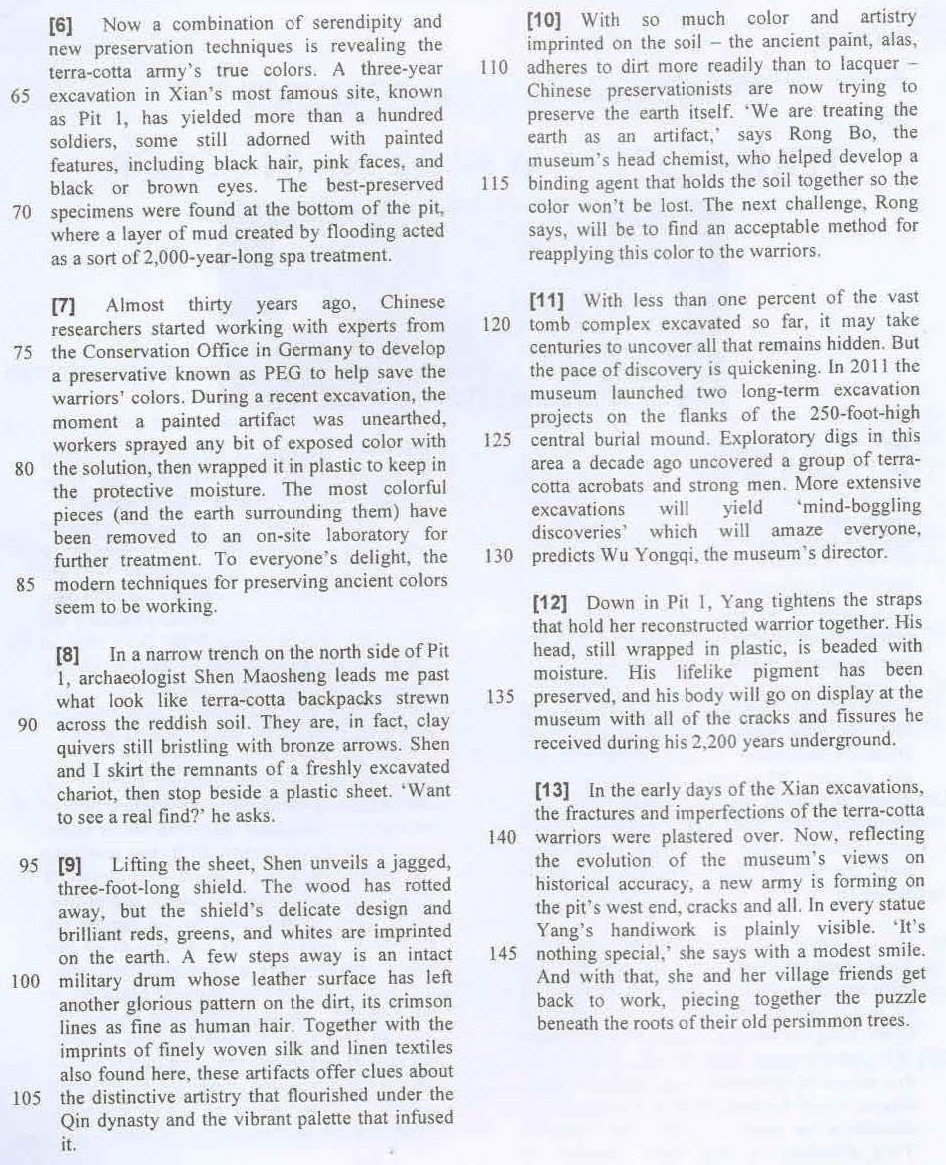 [6] Now a combination of serendipity and
new preservation techniques is revealing the
terra-cotta army's true colors. A three-year
65 excavation in Xian's most famous site, known
as Pit 1, has yielded more than a hundred
soldiers, some still adorned with painted
features, including black hair, pink faces, and
black or brown eyes. The best-preserved
70 specimens were found at the bottom of the pit,
where a layer of mud created by flooding acted
as a sort of 2,000-year-long spa treatment.
[7] Almost thirty years ago, Chinese
researchers started working with experts from
75 the Conservation Office in Germany to develop
a preservative known as PEG to help save the
warriors' colors. During a recent excavation, the
moment a painted artifact was unearthed,
workers sprayed any bit of exposed color with
80 the solution, then wrapped it in plastic to keep in
the protective moisture. The most colorful
pieces (and the earth surrounding them) have
been removed to an on-site laboratory for
further treatment. To everyone's delight, the
85 modern techniques for preserving ancient colors
seem to be working.
[8] In a narrow trench on the north side of Pit
1, archaeologist Shen Maosheng leads me past
what look like terra-cotta backpacks strewn
90 across the reddish soil. They are, in fact, clay
quivers still bristling with bronze arrows. Shen
and I skirt the remnants of a freshly excavated
chariot, then stop beside a plastic sheet. 'Want
to see a real find?' he asks.
95 [9] Lifting the sheet, Shen unveils a jagged,
three-foot-long shield. The wood has rotted
away, but the shield's delicate design and
brilliant reds, greens, and whites are imprinted
on the earth. A few steps away is an intact
100 military drum whose leather surface has left
another glorious pattern on the dirt, its crimson
lines as fine as human hair. Together with the
imprints of finely woven silk and linen textiles
also found here, these artifacts offer clues about
105 the distinctive artistry that flourished under the
Qin dynasty and the vibrant palette that infused
it.
[10] With so much color and artistry
imprinted on the soil – the ancient paint, alas,
110 adheres to dirt more readily than to lacquer –
Chinese preservationists are now trying to
preserve the earth itself. 'We are treating the
earth as an artifact,' says Rong Bo, the
museum's head chemist, who helped develop a
115 binding agent that holds the soil together so the
color won't be lost. The next challenge, Rong
says, will be to find an acceptable method for
reapplying this color to the warriors.
[11] With less than one percent of the vast
120 tomb complex excavated so far, it may take
centuries to uncover all that remains hidden. But
the pace of discovery is quickening. In 2011 the
museum launched two long-term excavation
projects on the flanks of the 250-foot-high
125 central burial mound. Exploratory digs in this
area a decade ago uncovered a group of terra-
cotta acrobats and strong men. More extensive
excavations will yield 'mind-boggling
discoveries' which will amaze everyone,
130 predicts Wu Yongqi, the museum's director.
[12] Down in Pit 1, Yang tightens the straps
that hold her reconstructed warrior together. His
head, still wrapped in plastic, is beaded with
moisture. His lifelike pigment has been
135 preserved, and his body will go on display at the
museum with all of the cracks and fissures he
received during his 2,200 years underground.
[13] In the early days of the Xian excavations,
the fractures and imperfections of the terra-cotta
140 warriors were plastered over. Now, reflecting
the evolution of the museum's views on
historical accuracy, a new army is forming on
the pit's west end, cracks and all. In every statue
Yang's handiwork is plainly visible. 'It's
145 nothing special,' she says with a modest smile.
And with that, she and her village friends get
back to work, piecing together the puzzle
beneath the roots of their old persimmon trees.